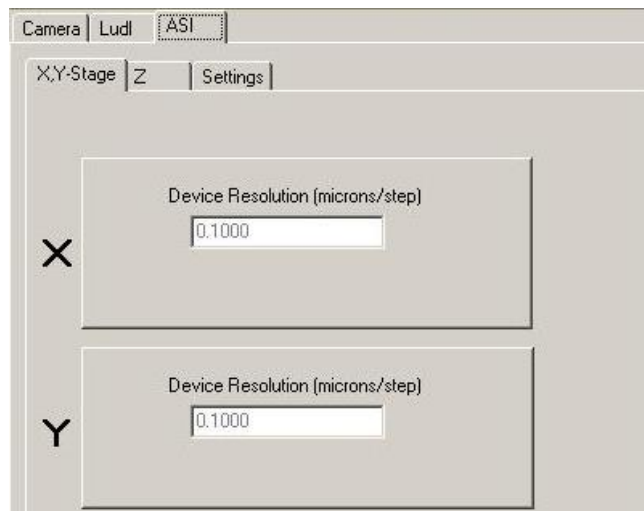 Camera Ludl ASI
X,Y-Stage Z Settings
Device Resolution (microns/step)
0.1000
X
Device Resolution (microns/step)
0.1000
Y